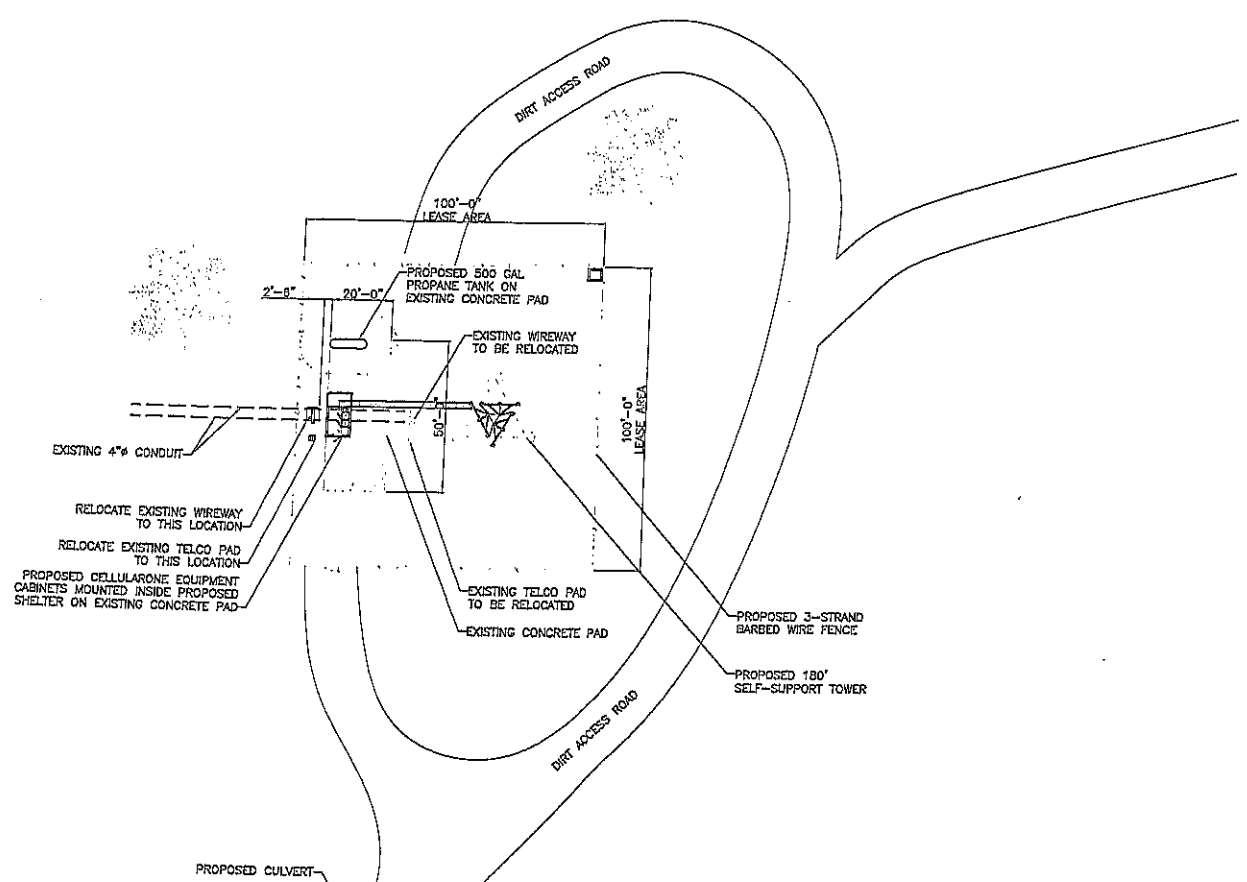 DIRT ACCESS ROAD
100'-0"
LEASE AREA
PROPOSED 500 GAL
PROPANE TANK ON
EXISTING CONCRETE PAD
2'-6"
20'-0"
EXISTING WIREWAY
TO BE RELOCATED
50'-0"
100'-0"
LEASE AREA
EXISTING 4"ø CONDUIT
RELOCATE EXISTING WIREWAY
TO THIS LOCATION
RELOCATE EXISTING TELCO PAD
TO THIS LOCATION
PROPOSED CELLULARONE EQUIPMENT
CABINETS MOUNTED INSIDE PROPOSED
SHELTER ON EXISTING CONCRETE PAD
EXISTING TELCO PAD
TO BE RELOCATED
EXISTING CONCRETE PAD
PROPOSED 3-STRAND
BARBED WIRE FENCE
PROPOSED 180'
SELF-SUPPORT TOWER
DIRT ACCESS ROAD
PROPOSED CULVERT